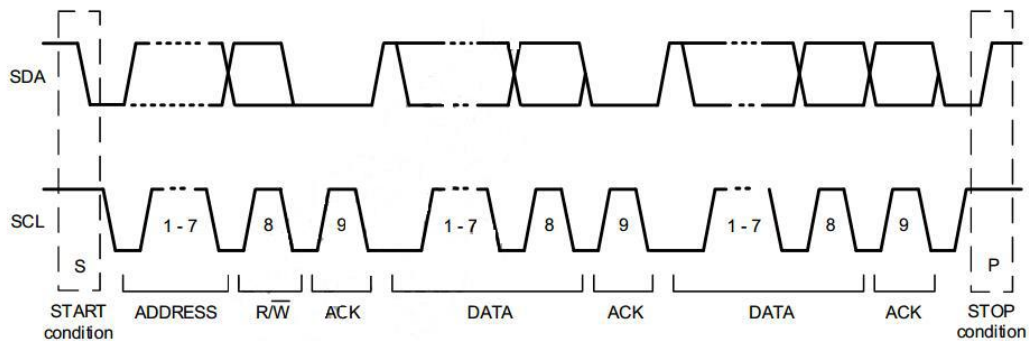 SDA
SCL
1 - 7 8 9 1 - 7 8 9 1 - 7 8 9
S P
START ADDRESS R/W̅ ACK DATA ACK DATA ACK STOP
condition condition